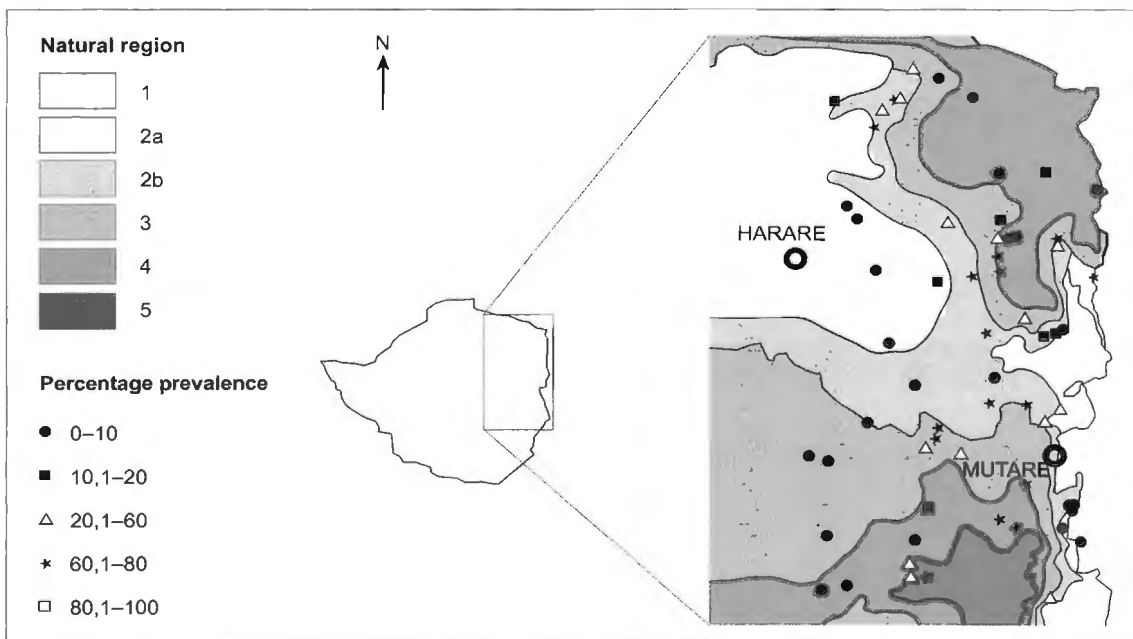 Natural region
1
2a
2b
3
4
5
Percentage prevalence
0–10
10,1–20
20,1–60
60,1–80
80,1–100
N
HARARE
MUTARE